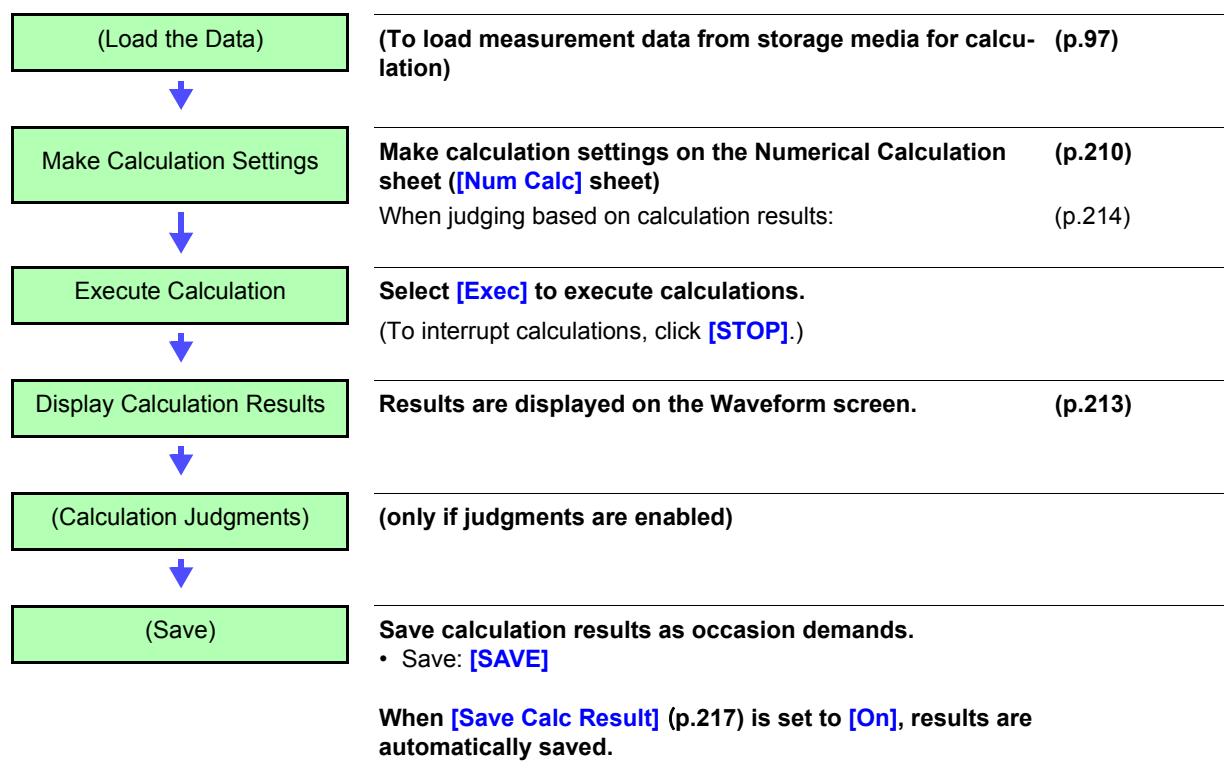 (Load the Data)
(To load measurement data from storage media for calcu- (p.97)
lation)
Make Calculation Settings
Make calculation settings on the Numerical Calculation (p.210)
sheet ([Num Calc] sheet)
When judging based on calculation results: (p.214)
Execute Calculation
Select [Exec] to execute calculations.
(To interrupt calculations, click [STOP].)
Display Calculation Results
Results are displayed on the Waveform screen. (p.213)
(Calculation Judgments)
(only if judgments are enabled)
(Save)
Save calculation results as occasion demands.
• Save: [SAVE]
When [Save Calc Result] (p.217) is set to [On], results are
automatically saved.